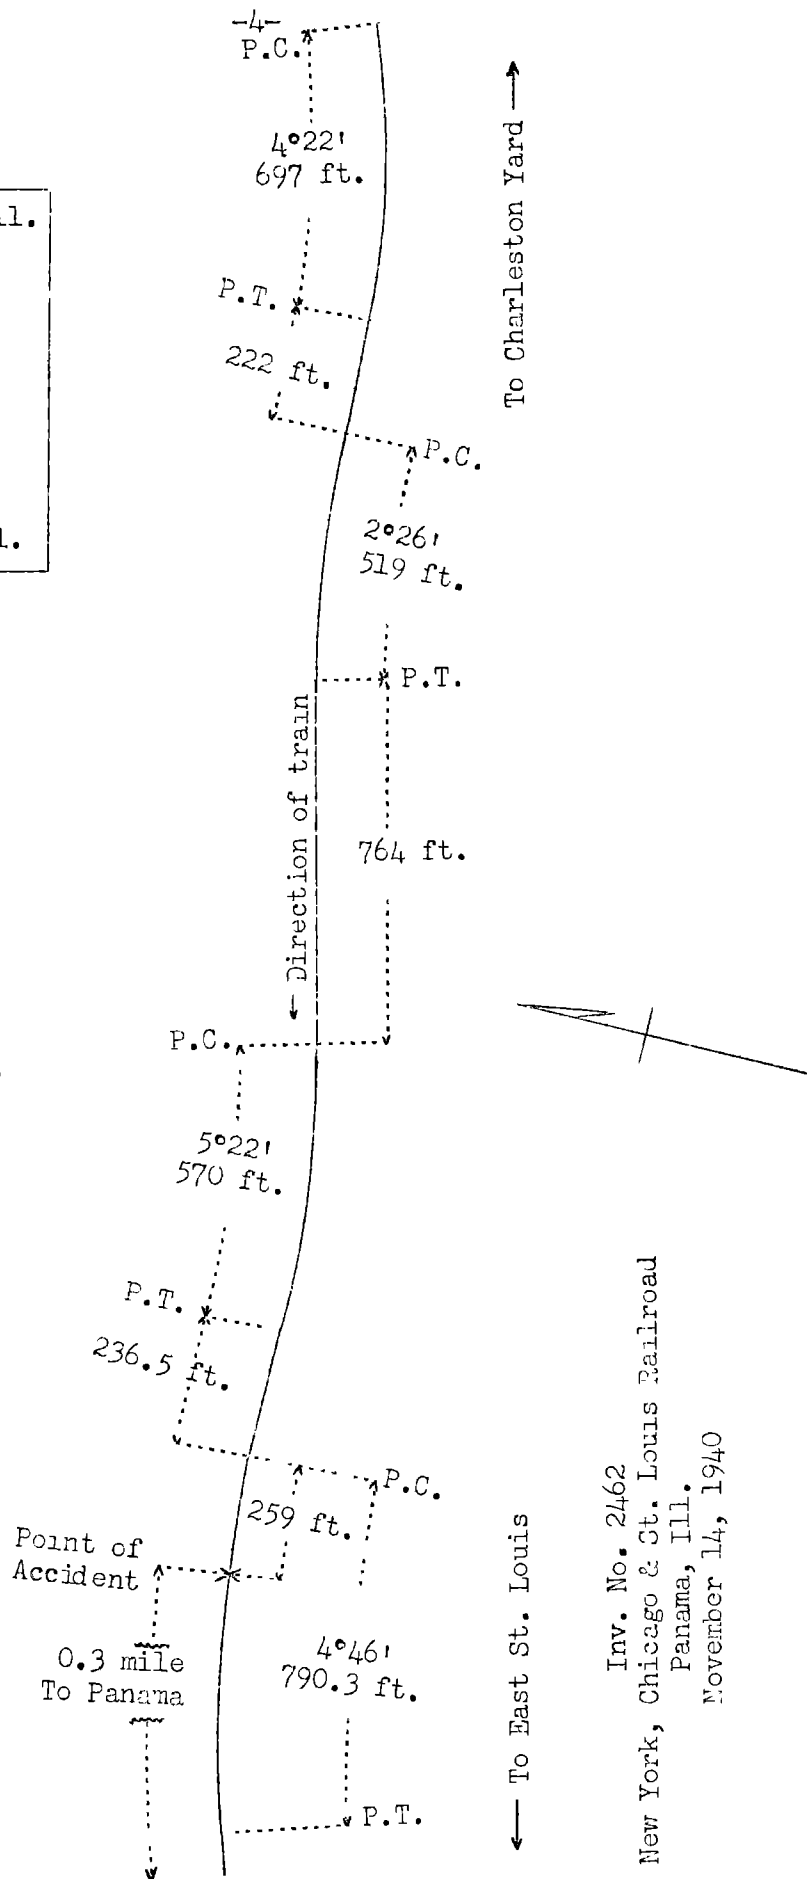 -4-
P.C.
4°22'
697 ft.
To Charleston Yard
P.T.
222 ft.
P.C.
2°26'
519 ft.
P.T.
Direction of train
764 ft.
P.C.
5°22'
570 ft.
P.T.
236.5 ft.
P.C.
259 ft.
Point of
Accident
0.3 mile
To Panama
4°46'
790.3 ft.
P.T.
To East St. Louis
Inv. No. 2462
New York, Chicago & St. Louis Railroad
Panama, Ill.
November 14, 1940